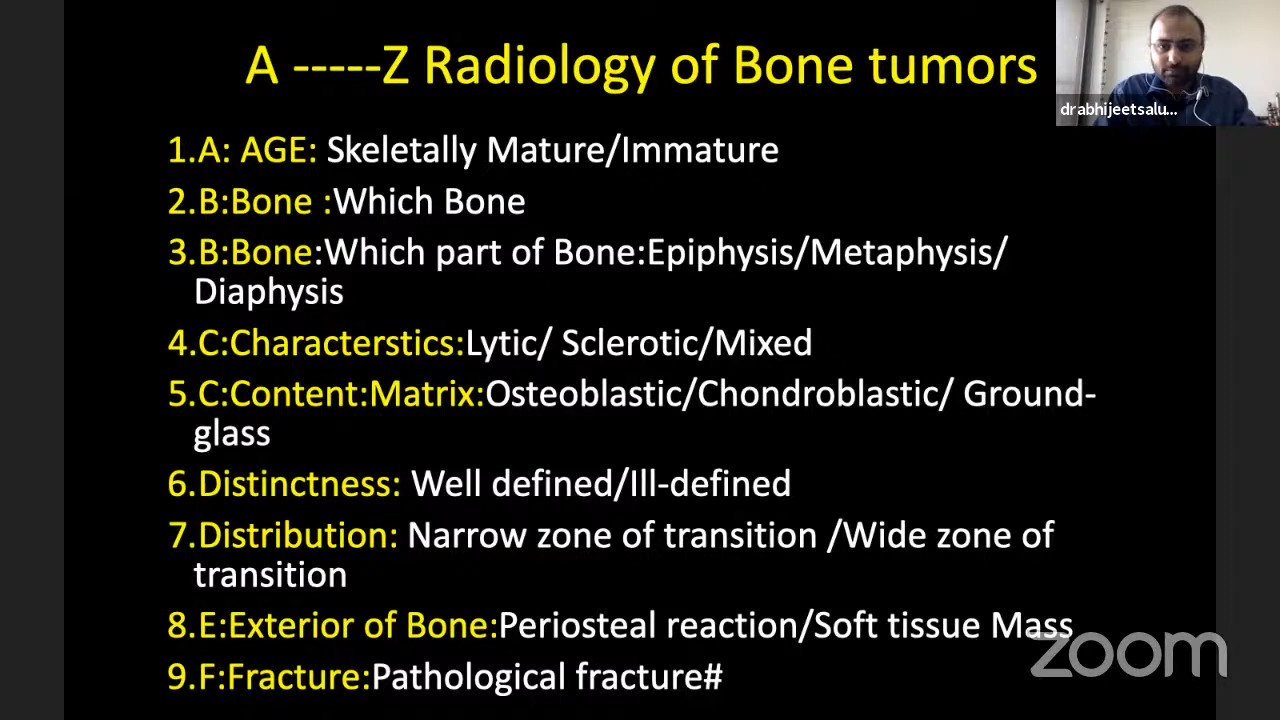 A -----Z Radiology of Bone tumors
drabhijeetsalu...
1.A: AGE: Skeletally Mature/Immature
2.B:Bone :Which Bone
3.B:Bone:Which part of Bone:Epiphysis/Metaphysis/
Diaphysis
4.C:Characterstics:Lytic/ Sclerotic/Mixed
5.C:Content:Matrix:Osteoblastic/Chondroblastic/ Ground-
glass
6.Distinctness: Well defined/Ill-defined
7.Distribution: Narrow zone of transition /Wide zone of
transition
8.E:Exterior of Bone:Periosteal reaction/Soft tissue Mass
9.F:Fracture:Pathological fracture#
zoom